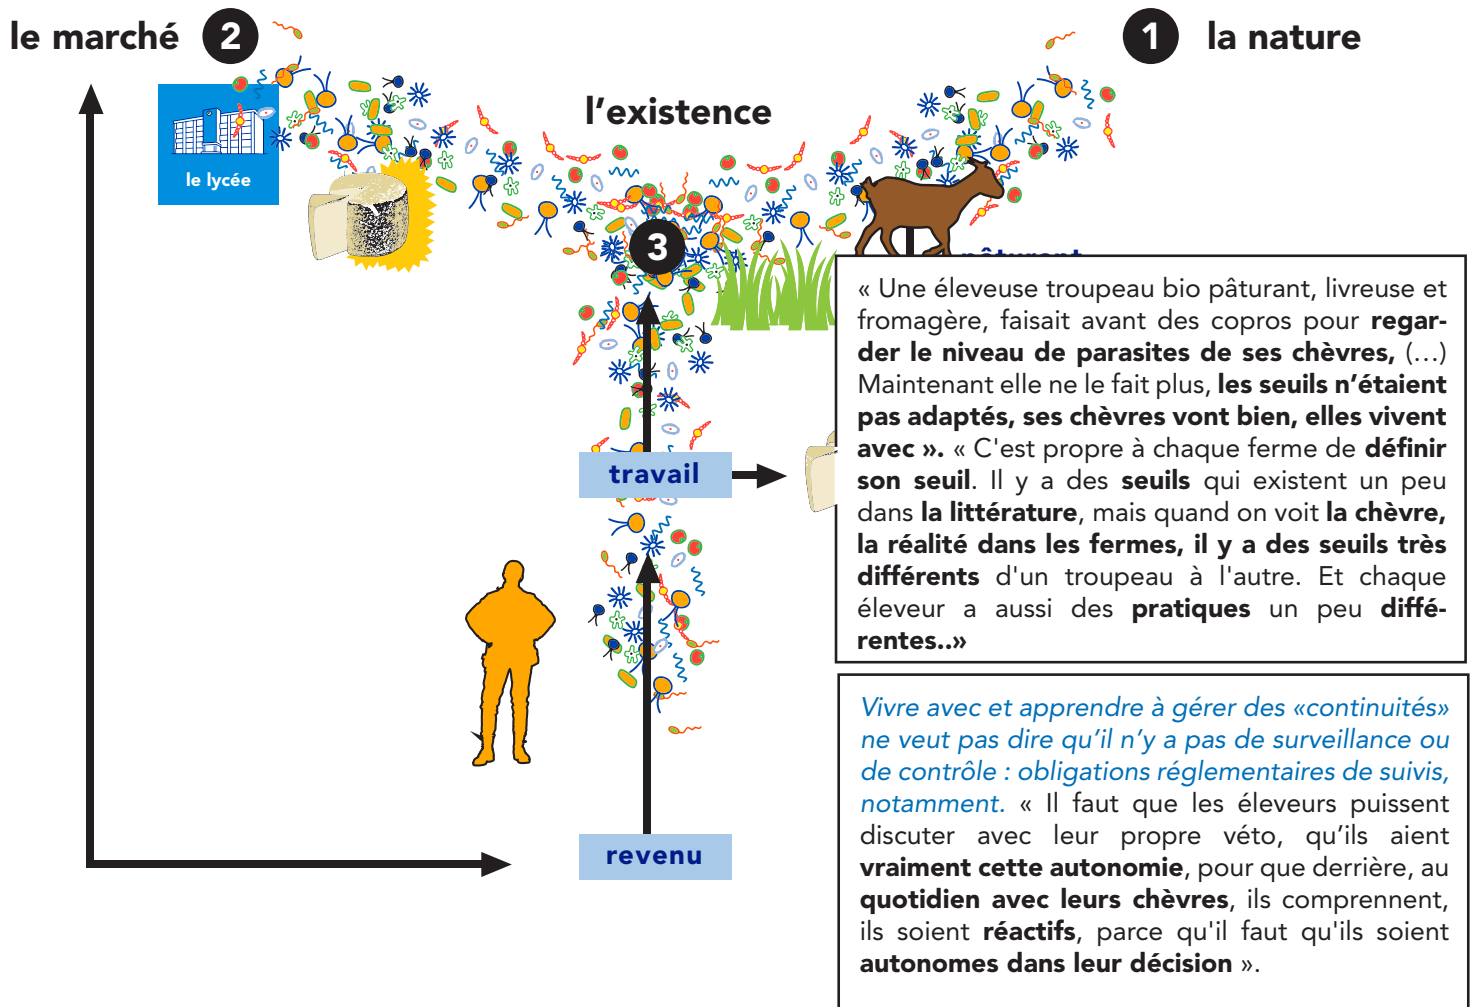 le marché 2
1 la nature
l'existence
le lycée
3
pâturant
« Une éleveuse troupeau bio pâturant, livreuse et
fromagère, faisait avant des copros pour regar-
der le niveau de parasites de ses chèvres, (...)
Maintenant elle ne le fait plus, les seuils n'étaient
pas adaptés, ses chèvres vont bien, elles vivent
avec ». « C'est propre à chaque ferme de définir
son seuil. Il y a des seuils qui existent un peu
dans la littérature, mais quand on voit la chèvre,
la réalité dans les fermes, il y a des seuils très
différents d'un troupeau à l'autre. Et chaque
éleveur a aussi des pratiques un peu diffé-
rentes..»
travail
Vivre avec et apprendre à gérer des «continuités»
ne veut pas dire qu'il n'y a pas de surveillance ou
de contrôle : obligations réglementaires de suivis,
notamment. « Il faut que les éleveurs puissent
discuter avec leur propre véto, qu'ils aient
vraiment cette autonomie, pour que derrière, au
quotidien avec leurs chèvres, ils comprennent,
ils soient réactifs, parce qu'il faut qu'ils soient
autonomes dans leur décision ».
revenu